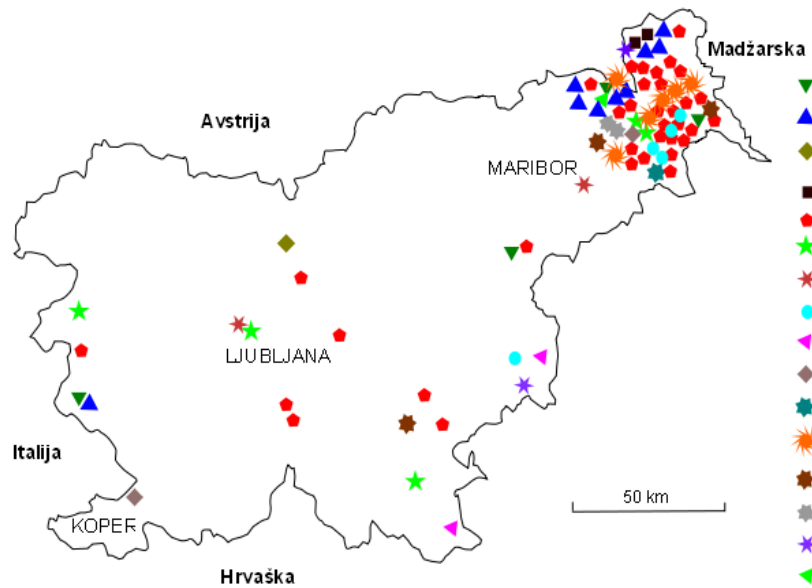 Madžarska
Avstrija
MARIBOR
LJUBLJANA
Italija
50 km
KOPER
Hrvaška